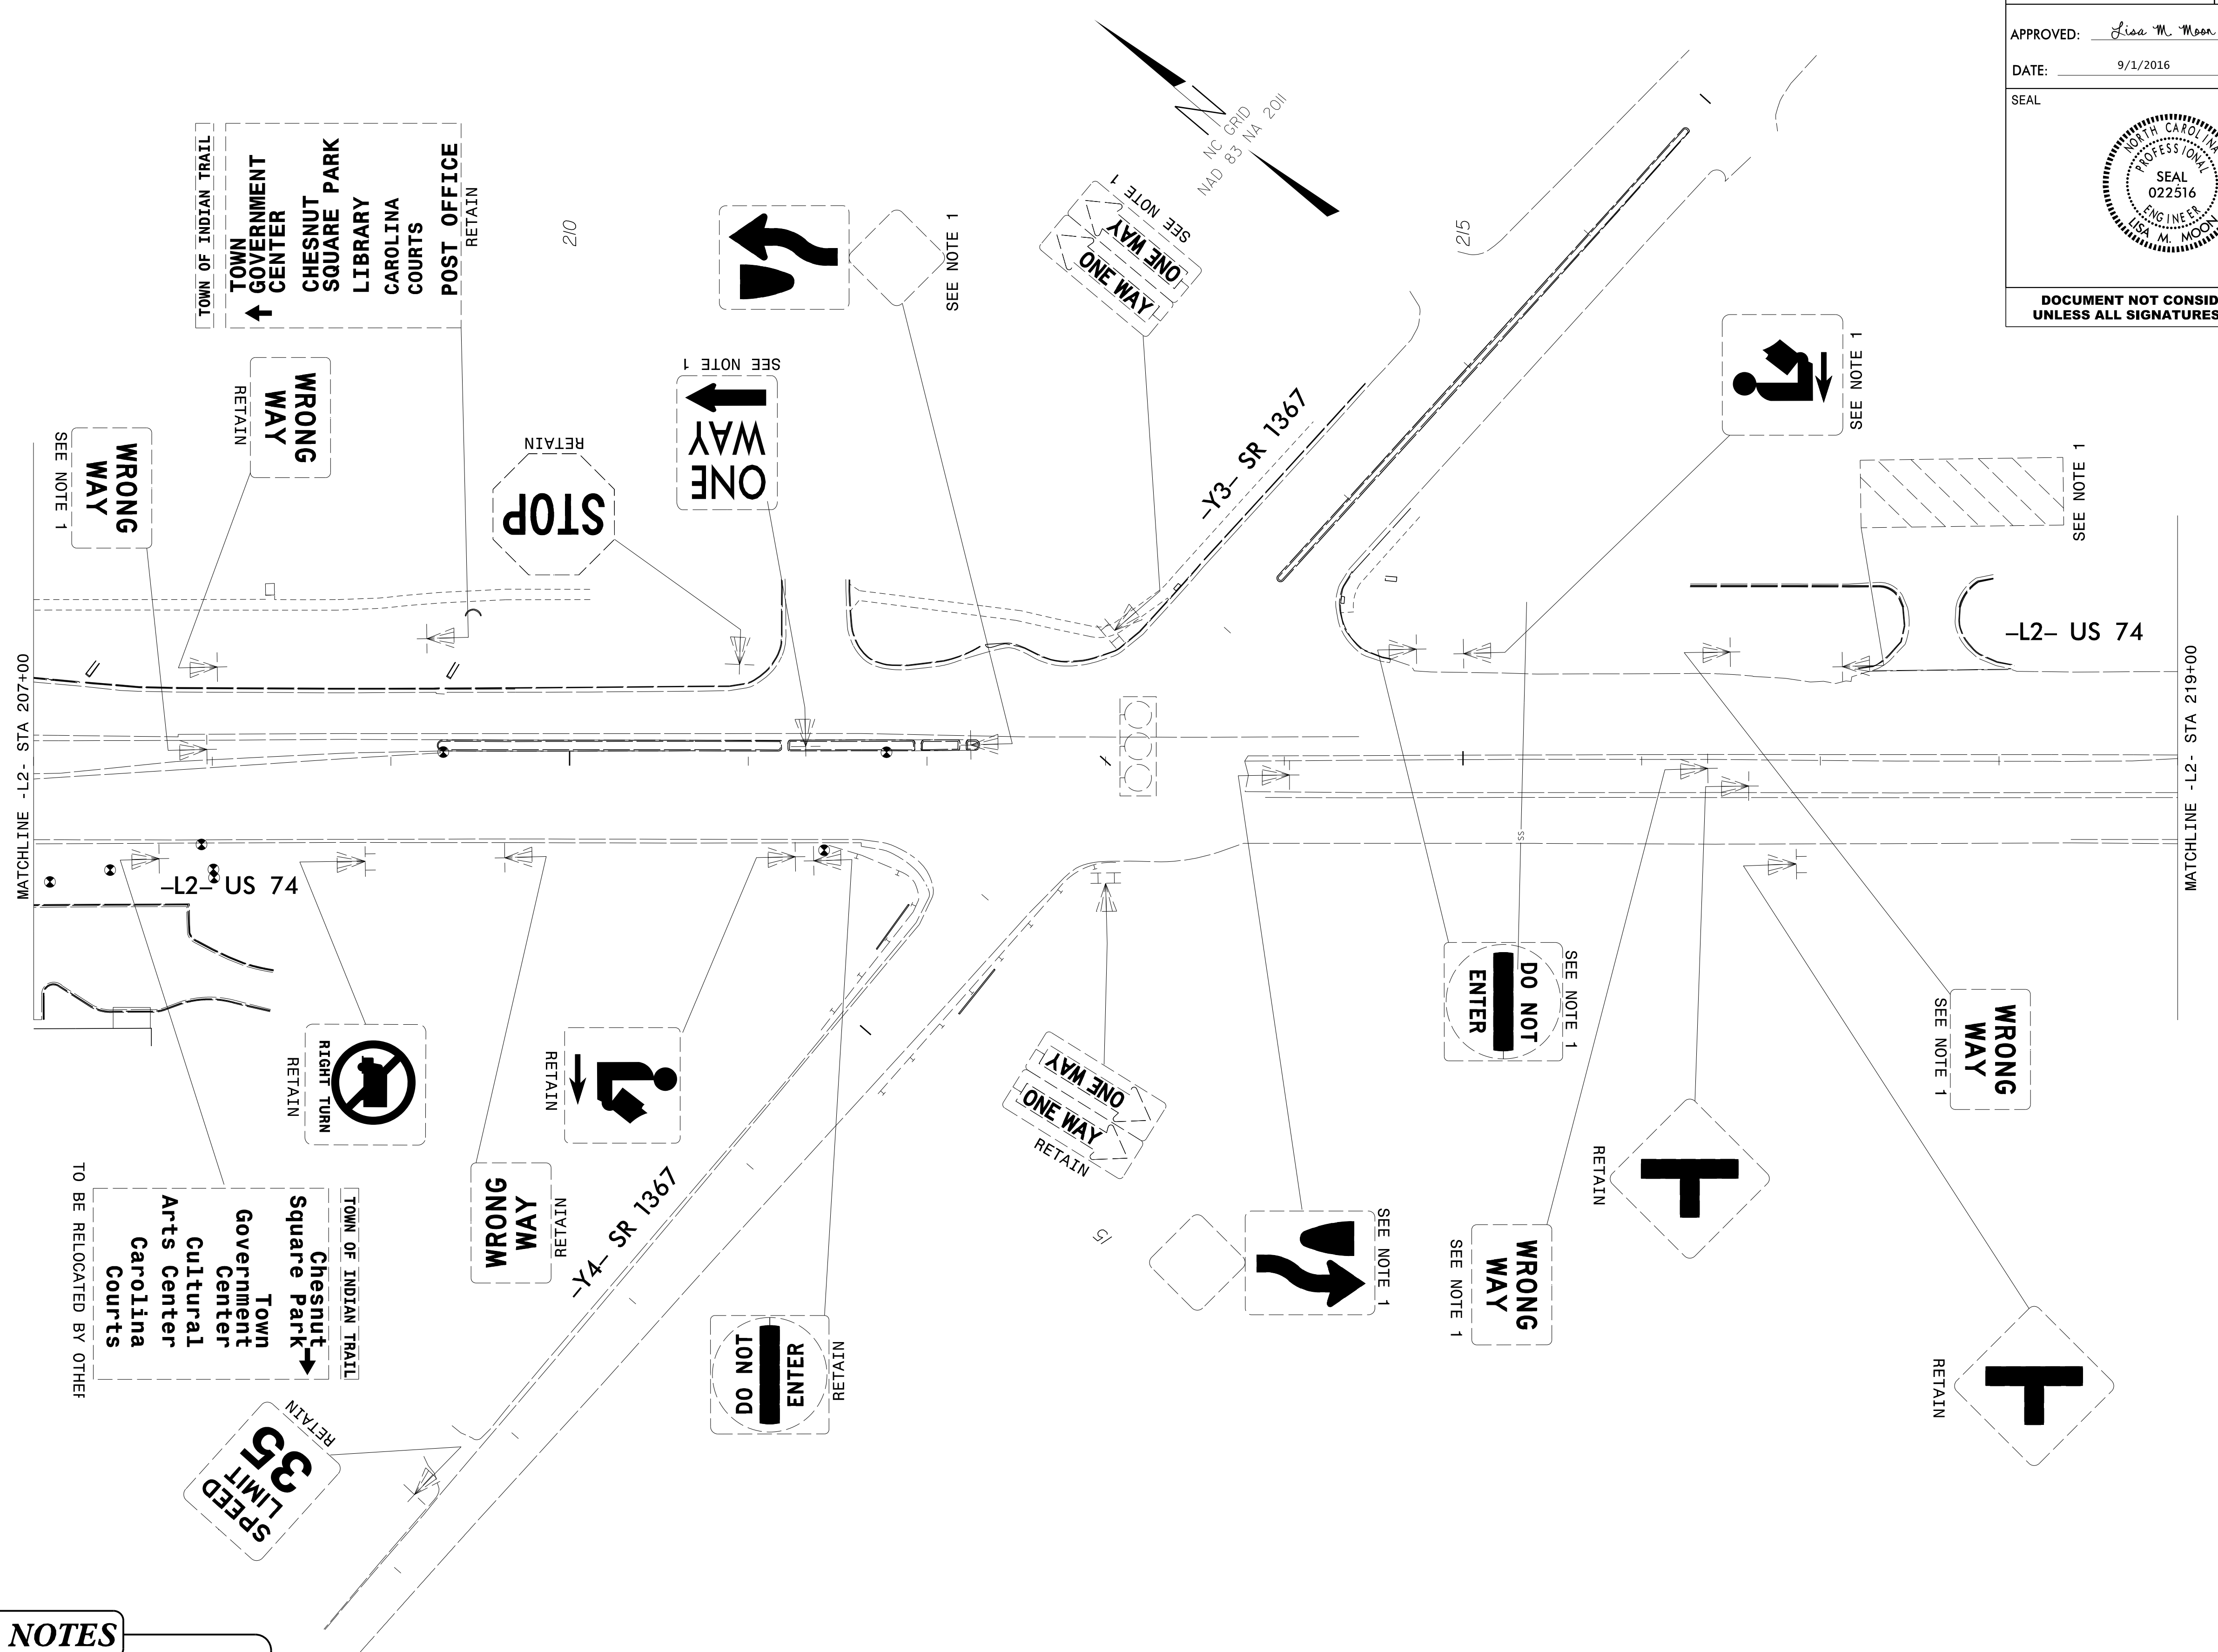 APPROVED: Lisa M. Moon
DATE: 9/1/2016
SEAL
NORTH CAROLINA
PROFESSIONAL
SEAL
022516
ENGINEER
LISA M. MOON
DOCUMENT NOT CONSID
UNLESS ALL SIGNATURES
NC GRID
NAD 83 NA 2011
TOWN OF INDIAN TRAIL
TOWN
GOVERNMENT
CENTER
CHESNUT
SQUARE PARK
LIBRARY
CAROLINA
COURTS
POST OFFICE
RETAIN
210
SEE NOTE 1
ONE WAY
ONE WAY
SEE NOTE 1
215
SEE NOTE 1
SEE NOTE 1
WRONG
WAY
RETAIN
WRONG
WAY
SEE NOTE 1
RETAIN
STOP
SEE NOTE 1
ONE
WAY
-Y3- SR 1367
-L2- US 74
MATCHLINE -L2- STA 207+00
MATCHLINE -L2- STA 219+00
SS
-L2- US 74
RIGHT TURN
RETAIN
RETAIN
WRONG
WAY
RETAIN
-Y4- SR 1367
ONE WAY
ONE WAY
RETAIN
15
DO NOT
ENTER
SEE NOTE 1
WRONG
WAY
SEE NOTE 1
RETAIN
TOWN OF INDIAN TRAIL
Chesnut
Square Park
Town
Government
Center
Cultural
Arts Center
Carolina
Courts
TO BE RELOCATED BY OTHER
DO NOT
ENTER
RETAIN
SEE NOTE 1
WRONG
WAY
SEE NOTE 1
RETAIN
SPEED
LIMIT
35
RETAIN
NOTES